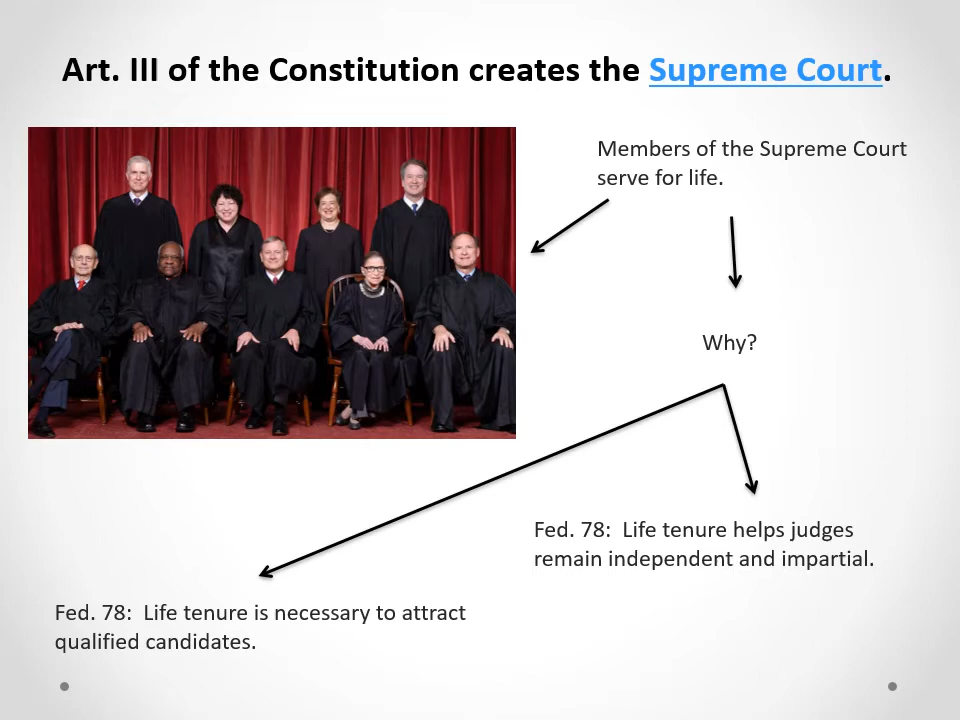 Art. III of the Constitution creates the Supreme Court.
Members of the Supreme Court
serve for life.
Why?
Fed. 78:  Life tenure helps judges
remain independent and impartial.
Fed. 78:  Life tenure is necessary to attract
qualified candidates.